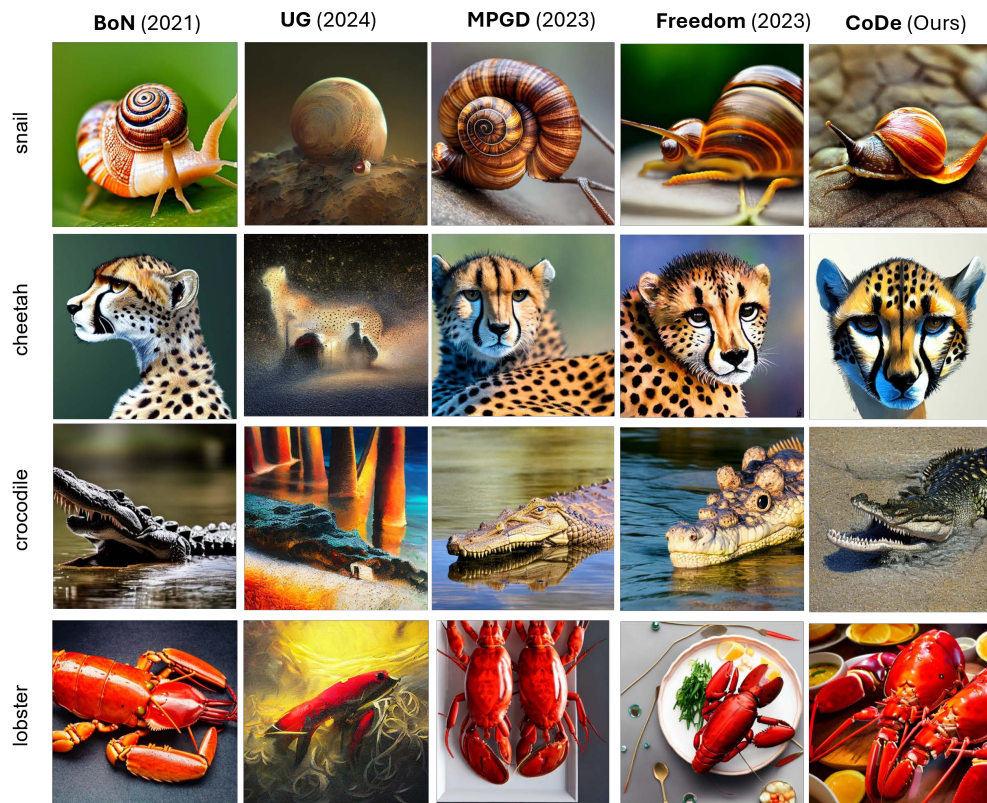 BoN (2021) UG (2024) MPGD (2023) Freedom (2023) CoDe (Ours)
snail
cheetah
crocodile
lobster